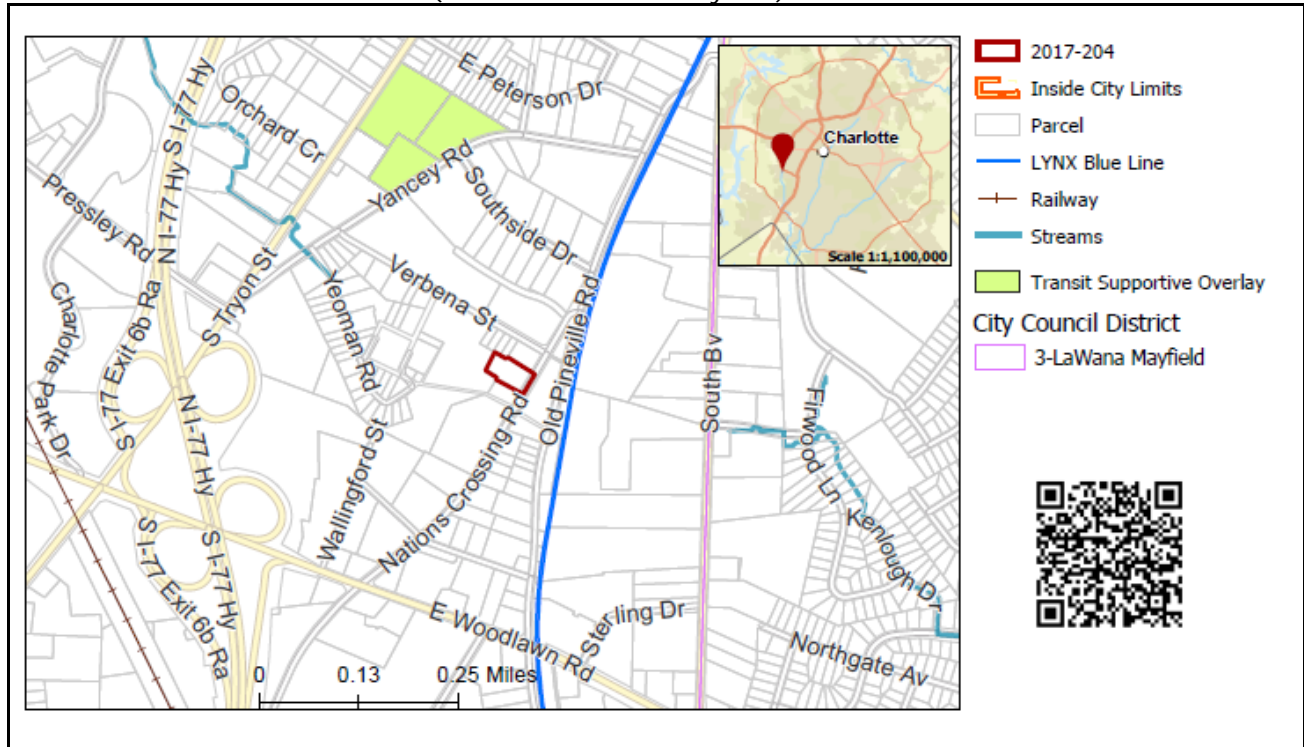 E Peterson Dr
Orchard Cr
N I-77 Hy S I-77 Hy
Yancey Rd
Southside Dr
Pressley Rd
S Tryon St
Verbena St
Yeoman Rd
Charlotte Park Dr
I-77 Exit 6b Ra
I-77 S
N I-77 Hy
Old Pineville Rd
Nations Crossing Rd
Wallingford St
South Bv
Firwood Ln
Kenlough Dr
S I-77 Hy
S I-77 Exit 6b Ra
E Woodlawn Rd
Sterling Dr
Northgate Av
0 0.13 0.25 Miles
Charlotte
Scale 1:1,100,000
2017-204
Inside City Limits
Parcel
LYNX Blue Line
Railway
Streams
Transit Supportive Overlay
City Council District
3-LaWana Mayfield